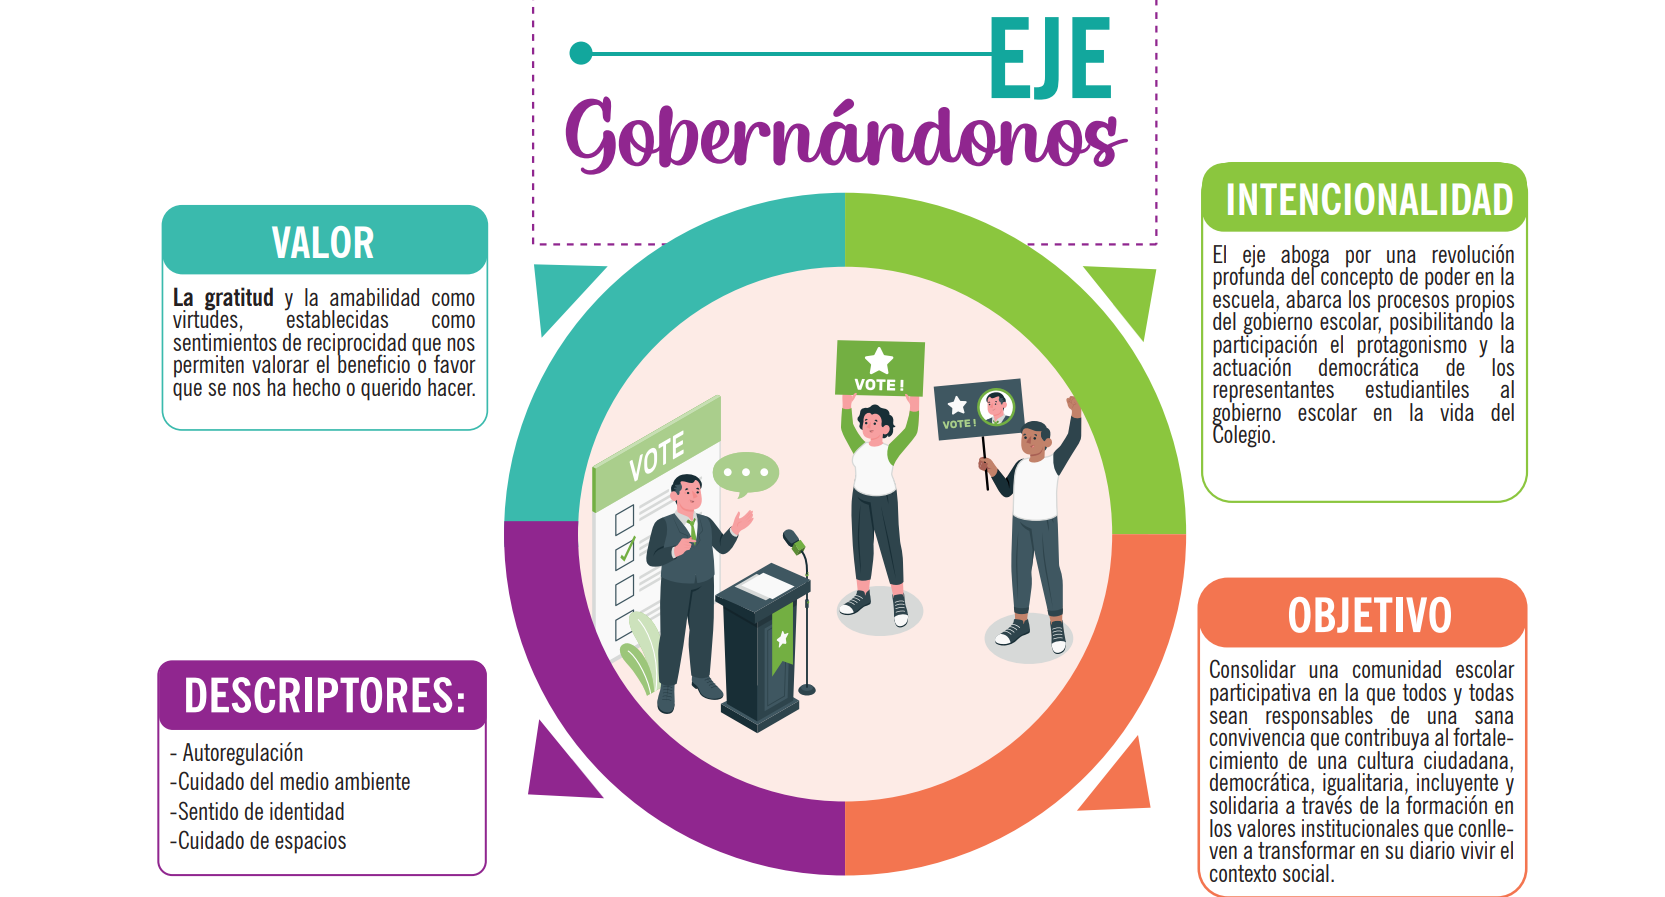 EJE
Gobernándonos
VALOR
La gratitud y la amabilidad como
virtudes, establecidas como
sentimientos de reciprocidad que nos
permiten valorar el beneficio o favor
que se nos ha hecho o querido hacer.
INTENCIONALIDAD
El eje aboga por una revolución
profunda del concepto de poder en la
escuela, abarca los procesos propios
del gobierno escolar, posibilitando la
participación el protagonismo y la
actuación democrática de los
representantes estudiantiles al
gobierno escolar en la vida del
Colegio.
VOTE !
VOTE !
VOTE
DESCRIPTORES:
- Autoregulación
-Cuidado del medio ambiente
-Sentido de identidad
-Cuidado de espacios
OBJETIVO
Consolidar una comunidad escolar
participativa en la que todos y todas
sean responsables de una sana
convivencia que contribuya al fortale-
cimiento de una cultura ciudadana,
democrática, igualitaria, incluyente y
solidaria a través de la formación en
los valores institucionales que conlle-
ven a transformar en su diario vivir el
contexto social.